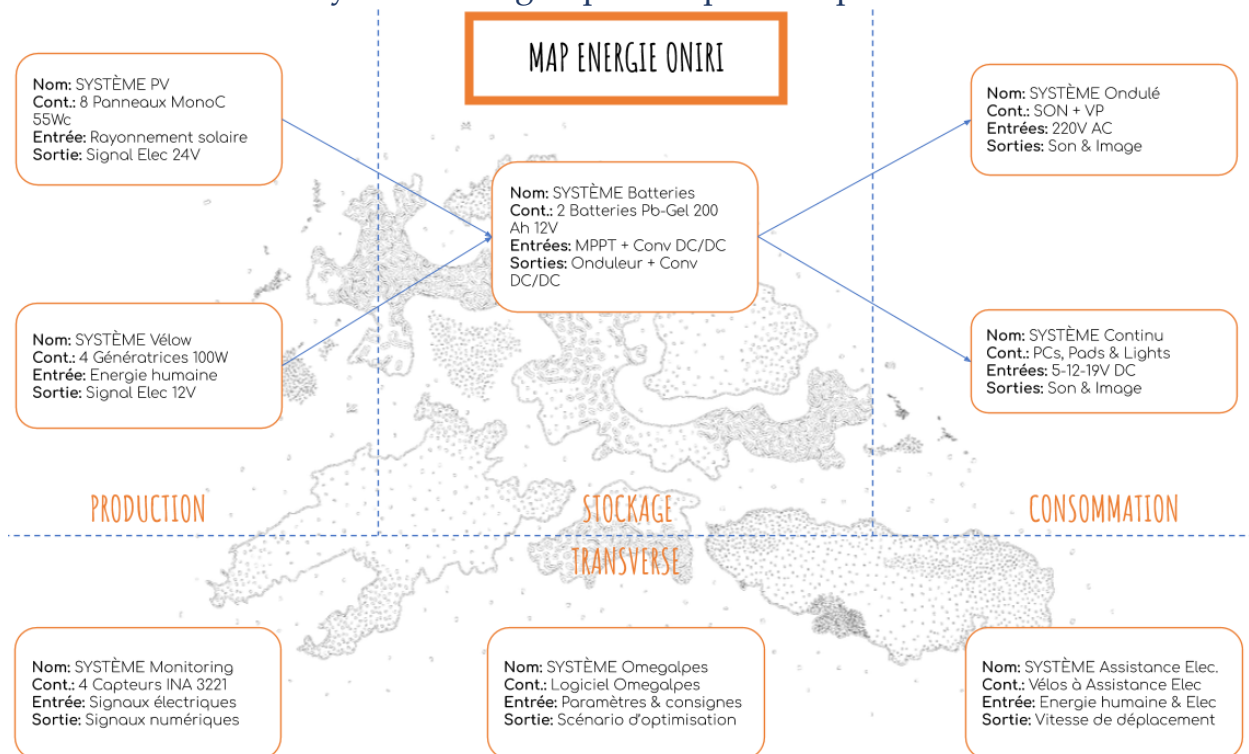 MAP ENERGIE ONIRI
Nom: SYSTÈME PV
Cont.: 8 Panneaux MonoC
55Wc
Entrée: Rayonnement solaire
Sortie: Signal Elec 24V
Nom: SYSTÈME Batteries
Cont.: 2 Batteries Pb-Gel 200
Ah 12V
Entrées: MPPT + Conv DC/DC
Sorties: Onduleur + Conv
DC/DC
Nom: SYSTÈME Ondulé
Cont.: SON + VP
Entrées: 220V AC
Sorties: Son & Image
Nom: SYSTÈME Vélow
Cont.: 4 Génératrices 100W
Entrée: Energie humaine
Sortie: Signal Elec 12V
Nom: SYSTÈME Continu
Cont.: PCs, Pads & Lights
Entrées: 5-12-19V DC
Sorties: Son & Image
PRODUCTION
STOCKAGE
CONSOMMATION
TRANSVERSE
Nom: SYSTÈME Monitoring
Cont.: 4 Capteurs INA 3221
Entrée: Signaux électriques
Sortie: Signaux numériques
Nom: SYSTÈME Omegalpes
Cont.: Logiciel Omegalpes
Entrée: Paramètres & consignes
Sortie: Scénario d'optimisation
Nom: SYSTÈME Assistance Elec.
Cont.: Vélos à Assistance Elec
Entrée: Energie humaine & Elec
Sortie: Vitesse de déplacement